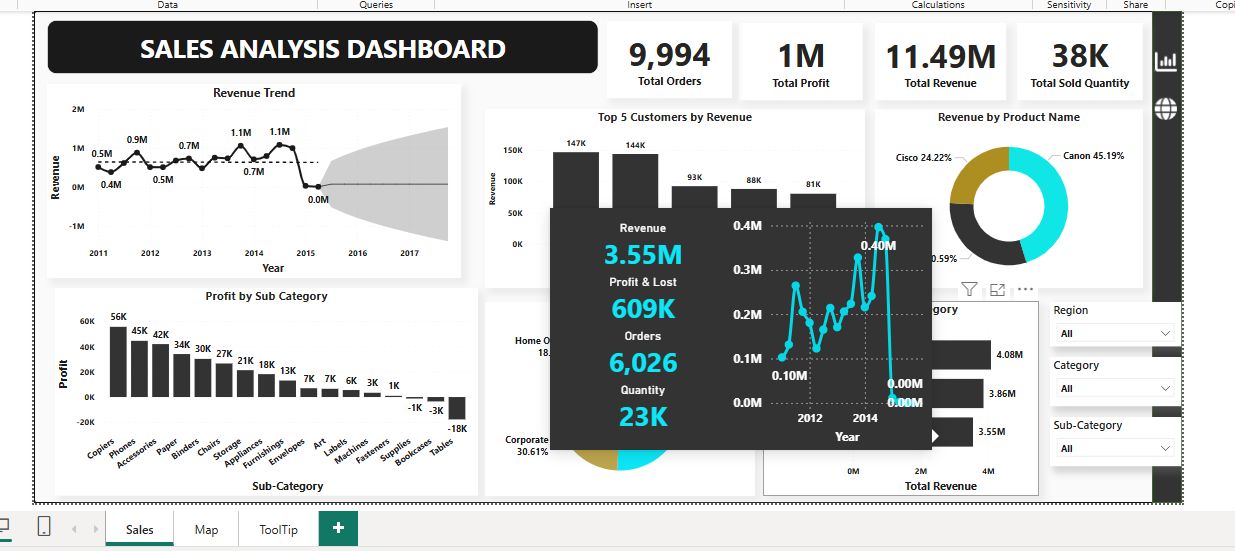 Data
Queries
Insert
Calculations
Sensitivity
Share
SALES ANALYSIS DASHBOARD
9,994
Total Orders
1M
Total Profit
11.49M
Total Revenue
38K
Total Sold Quantity
Revenue Trend
Revenue
2M
1M
0M
-1M
0.5M
0.4M
0.9M
0.5M
0.7M
1.1M
0.7M
1.1M
0.0M
2011 2012 2013 2014 2015 2016 2017
Year
Top 5 Customers by Revenue
Revenue
150K
100K
50K
0K
147K
144K
93K
88K
81K
Revenue by Product Name
Cisco 24.22%
Canon 45.19%
0.59%
Profit by Sub Category
Profit
60K
40K
20K
0K
-20K
56K
45K
42K
34K
30K
27K
21K
18K
13K
7K
7K
6K
3K
1K
-1K
-3K
-18K
Copiers
Phones
Accessories
Paper
Binders
Chairs
Storage
Appliances
Furnishings
Envelopes
Art
Labels
Machines
Fasteners
Supplies
Bookcases
Tables
Sub-Category
Home O
18.
Corporate
30.61%
Revenue
3.55M
Profit & Lost
609K
Orders
6,026
Quantity
23K
0.4M
0.3M
0.2M
0.1M
0.0M
0.40M
0.10M
0.00M
0.00M
2012 2014
Year
gory
4.08M
3.86M
3.55M
0M 2M 4M
Total Revenue
Region
All
Category
All
Sub-Category
All
Sales
Map
ToolTip
+